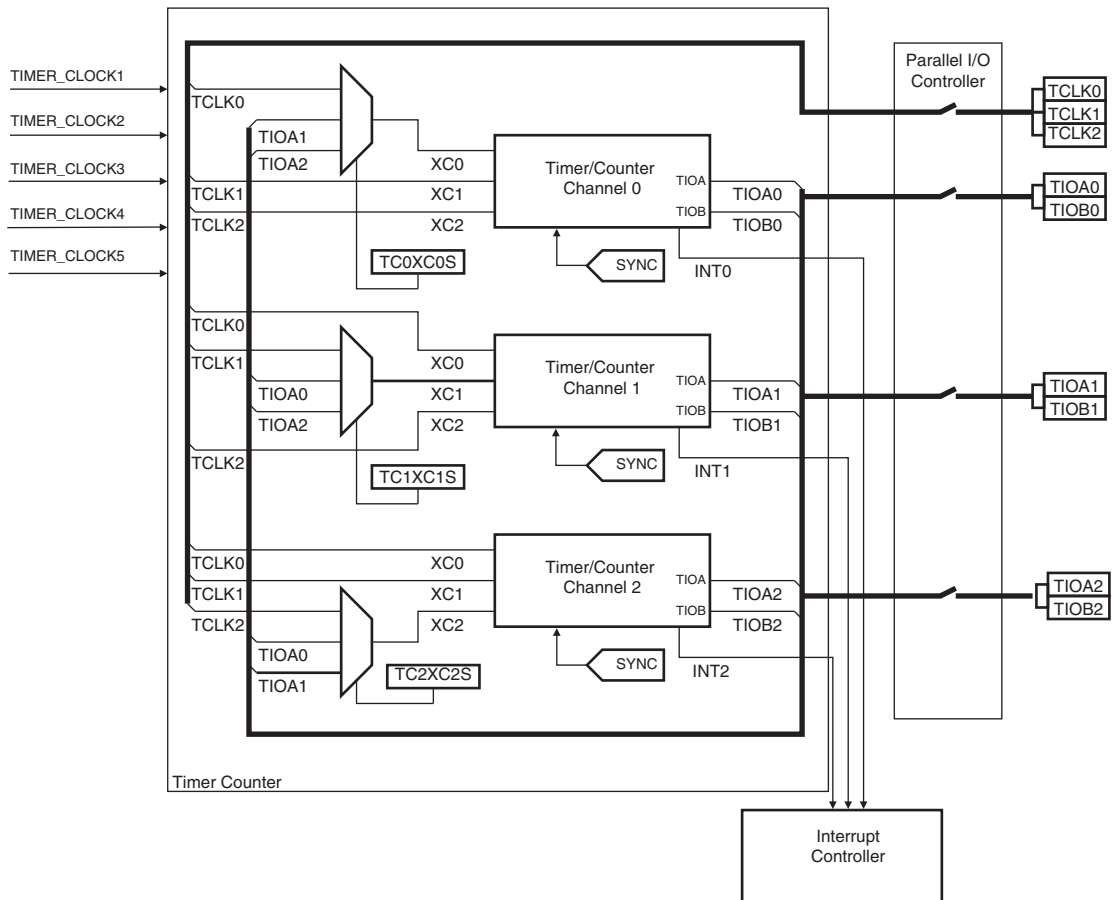 TIMER_CLOCK1
TIMER_CLOCK2
TIMER_CLOCK3
TIMER_CLOCK4
TIMER_CLOCK5
TCLK0
TIOA1
TIOA2
TCLK1
TCLK2
XC0
XC1
XC2
TC0XC0S
Timer/Counter
Channel 0
TIOA
TIOB
TIOA0
TIOB0
SYNC
INT0
TCLK0
TCLK1
TIOA0
TIOA2
TCLK2
XC0
XC1
XC2
TC1XC1S
Timer/Counter
Channel 1
TIOA
TIOB
TIOA1
TIOB1
SYNC
INT1
TCLK0
TCLK1
TCLK2
TIOA0
TIOA1
XC0
XC1
XC2
TC2XC2S
Timer/Counter
Channel 2
TIOA
TIOB
TIOA2
TIOB2
SYNC
INT2
Timer Counter
Parallel I/O
Controller
TCLK0
TCLK1
TCLK2
TIOA0
TIOB0
TIOA1
TIOB1
TIOA2
TIOB2
Interrupt
Controller